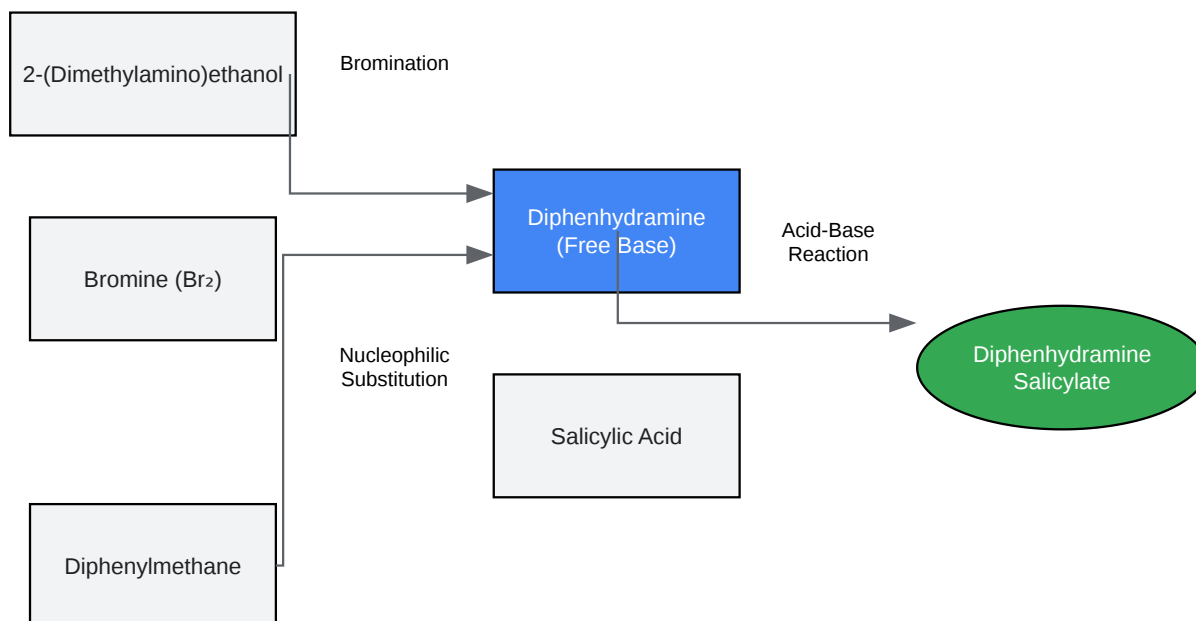 2-(Dimethylamino)ethanol
Bromination
Diphenhydramine
(Free Base)
Acid-Base
Reaction
Bromine (Br₂)
Nucleophilic
Substitution
Diphenhydramine
Salicylate
Salicylic Acid
Diphenylmethane